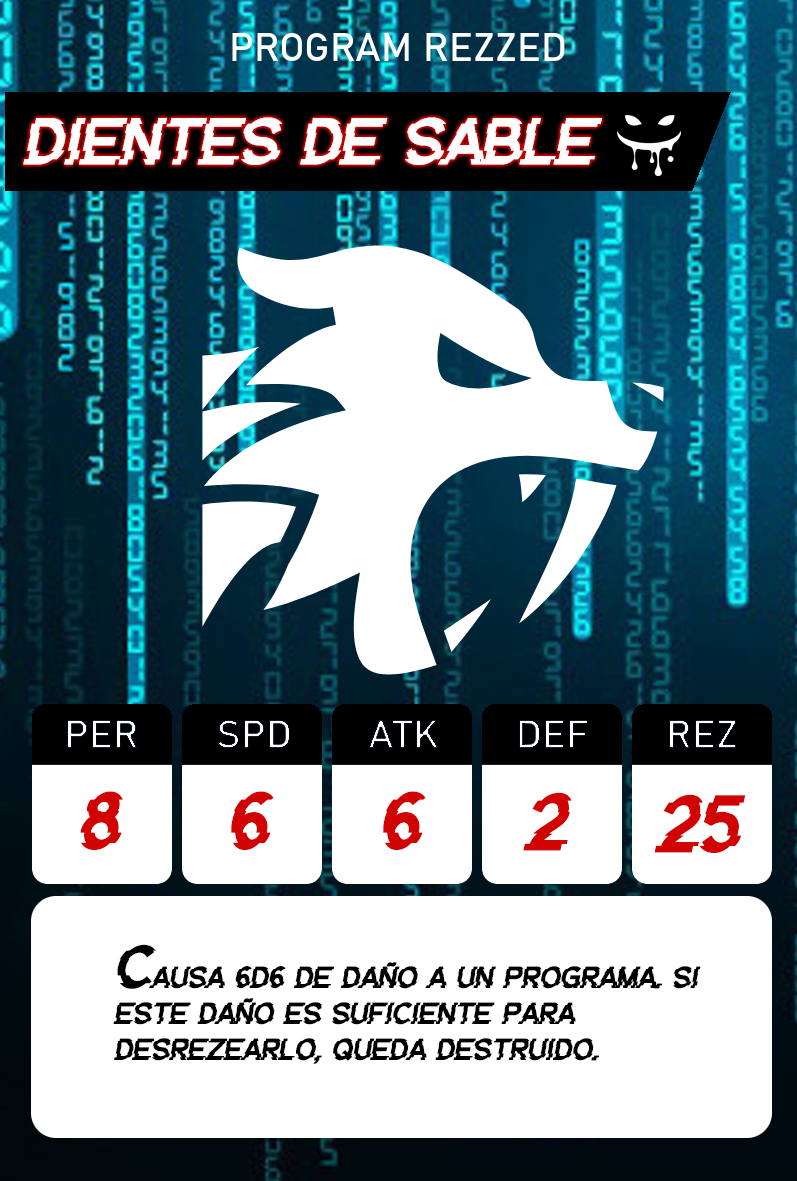 PROGRAM REZZED
DIENTES DE SABLE
PER SPD ATK DEF REZ
8 6 6 2 25
CAUSA 6D6 DE DAÑO A UN PROGRAMA. SI
ESTE DAÑO ES SUFICIENTE PARA
DESREZEARLO, QUEDA DESTRUIDO.